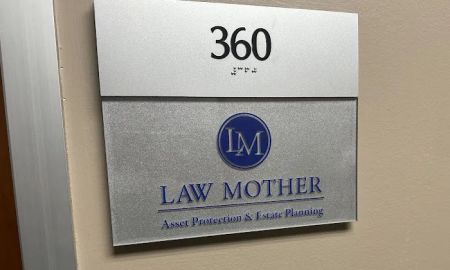 360
⠼⠉⠋⠚
LM
LAW MOTHER
Asset Protection & Estate Planning